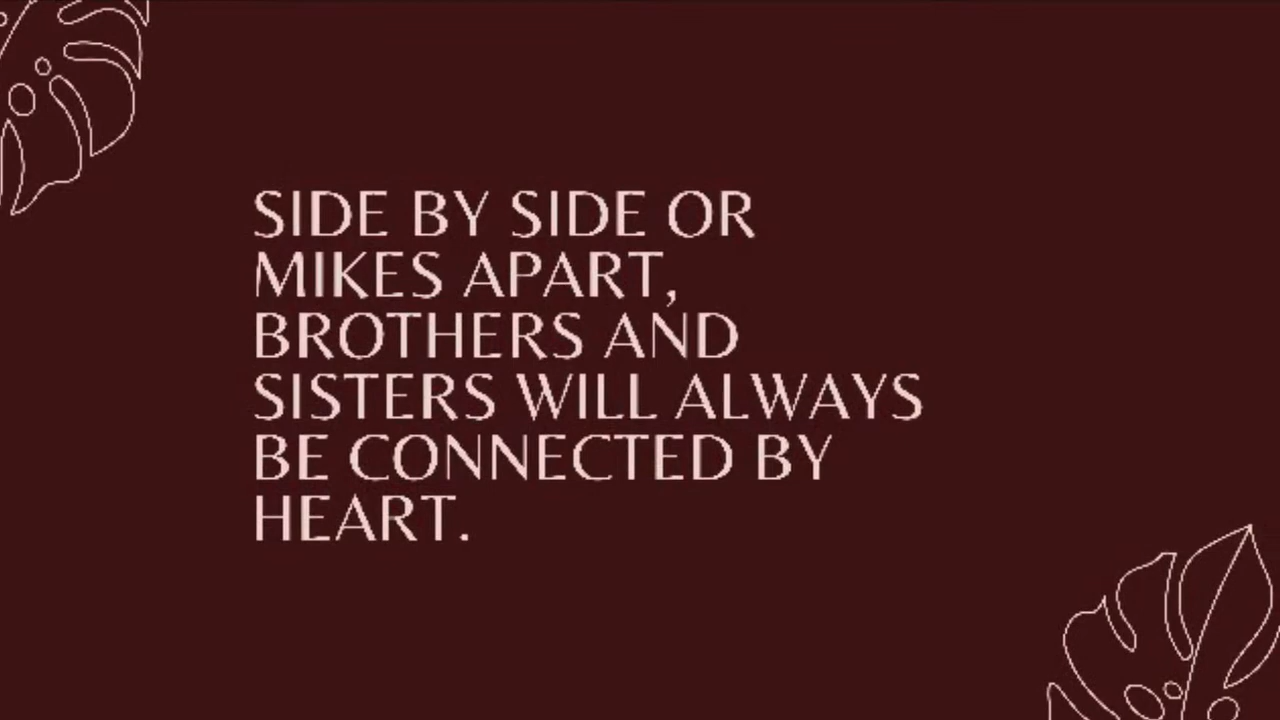 SIDE BY SIDE OR
MIKES APART,
BROTHERS AND
SISTERS WILL ALWAYS
BE CONNECTED BY
HEART.